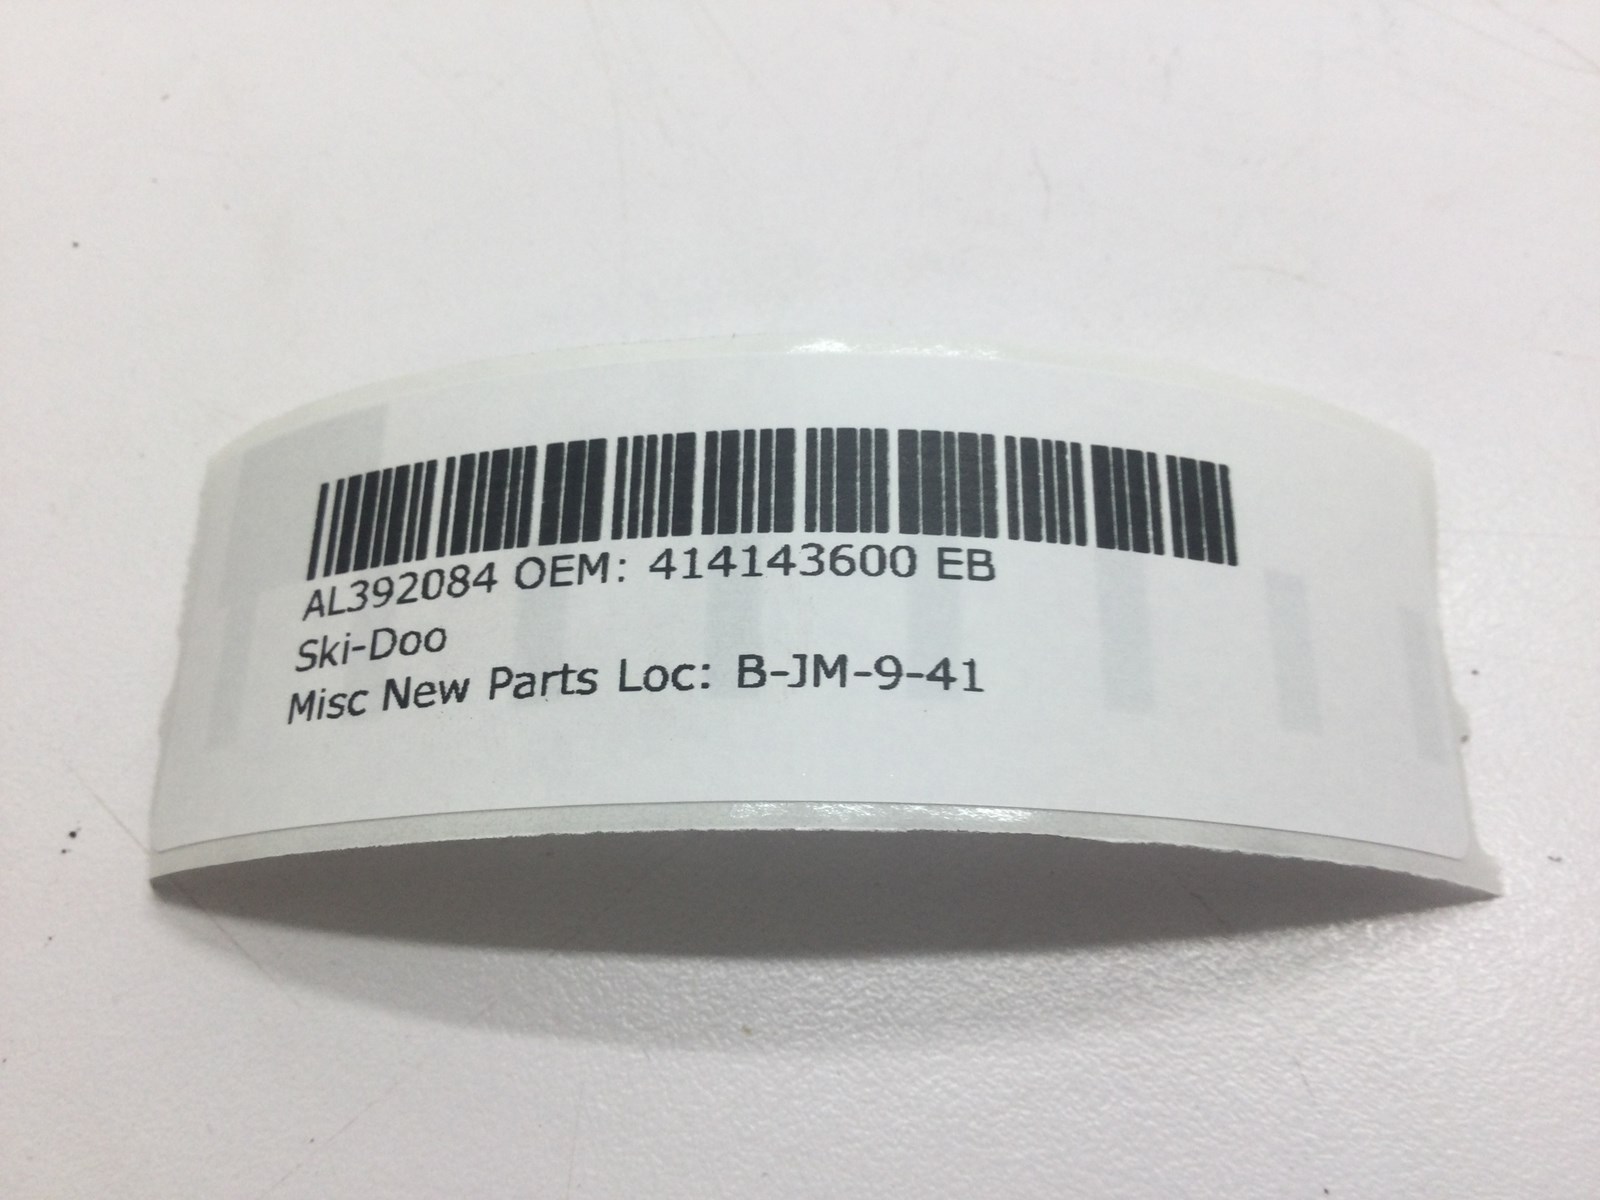 AL392084 OEM: 414143600 EB
Ski-Doo
Misc New Parts Loc: B-JM-9-41